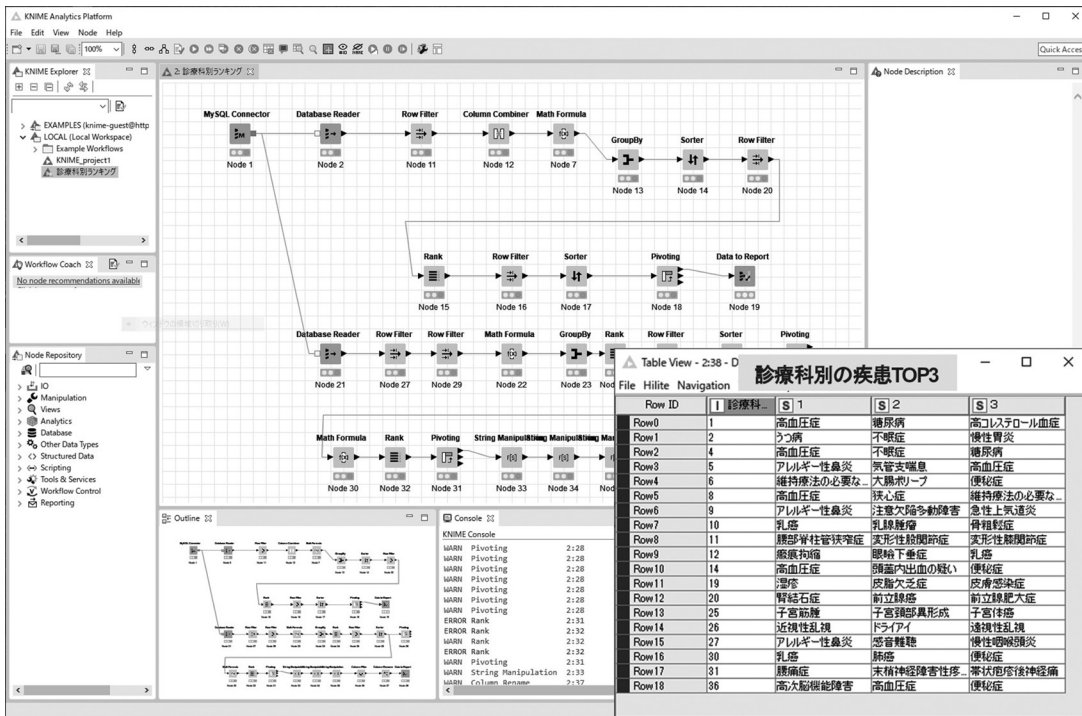 KNIME Analytics Platform
File Edit View Node Help
100%
Quick Acces
KNIME Explorer
EXAMPLES (knime-guest@http
LOCAL (Local Workspace)
Example Workflows
KNIME_project1
診療科別ランキング
Workflow Coach
No node recommendations availabl
Node Repository
IO
Manipulation
Views
Analytics
Database
Other Data Types
Structured Data
Scripting
Tools & Services
Workflow Control
Reporting
2: 診療科別ランキング
MySQL Connector Database Reader Row Filter Column Combiner Math Formula
Node 1 Node 2 Node 11 Node 12 Node 7
GroupBy Sorter Row Filter
Node 13 Node 14 Node 20
Rank Row Filter Sorter Pivoting Data to Report
Node 15 Node 16 Node 17 Node 18 Node 19
Database Reader Row Filter Row Filter Math Formula GroupBy Rank Row Filter Sorter Pivoting
Node 21 Node 27 Node 29 Node 22 Node 23
Math Formula Rank Pivoting String Manipula
Node 30 Node 32 Node 31 Node 33 Node 34
Node Description
Outline
Console
KNIME Console
WARN Pivoting 2:28
WARN Pivoting 2:28
WARN Pivoting 2:28
WARN Pivoting 2:28
WARN Pivoting 2:28
WARN Pivoting 2:28
ERROR Rank 2:31
ERROR Rank 2:32
WARN Rank 2:32
ERROR Rank 2:32
WARN Pivoting 2:31
WARN String Manipulation 2:33
WARN Column Rename 2:37
Table View - 2:38 - D
診療科別の疾患TOP3
File Hilite Navigation
Row ID I 診療科... S 1 S 2 S 3
Row0 1 高血圧症 糖尿病 高コレステロール血症
Row1 2 うつ病 不眠症 慢性胃炎
Row2 4 高血圧症 不眠症 糖尿病
Row3 5 アレルギー性鼻炎 気管支喘息 高血圧症
Row4 6 維持療法の必要な... 大腸ポリープ 便秘症
Row5 8 高血圧症 狭心症 維持療法の必要な...
Row6 9 アレルギー性鼻炎 注意欠陥多動障害 急性上気道炎
Row7 10 乳癌 乳腺腫瘤 骨粗鬆症
Row8 11 腰部脊柱管狭窄症 変形性股関節症 変形性膝関節症
Row9 12 瘢痕拘縮 眼瞼下垂症 乳癌
Row10 14 高血圧症 頭蓋内出血の疑い 便秘症
Row11 19 湿疹 皮脂欠乏症 皮膚感染症
Row12 20 腎結石症 前立腺癌 前立腺肥大症
Row13 25 子宮筋腫 子宮頚部異形成 子宮体癌
Row14 26 近視性乱視 ドライアイ 遠視性乱視
Row15 27 アレルギー性鼻炎 感音難聴 慢性咽喉頭炎
Row16 30 乳癌 肺癌 便秘症
Row17 31 腰痛症 末梢神経障害性疼... 帯状疱疹後神経痛
Row18 36 高次脳機能障害 高血圧症 便秘症